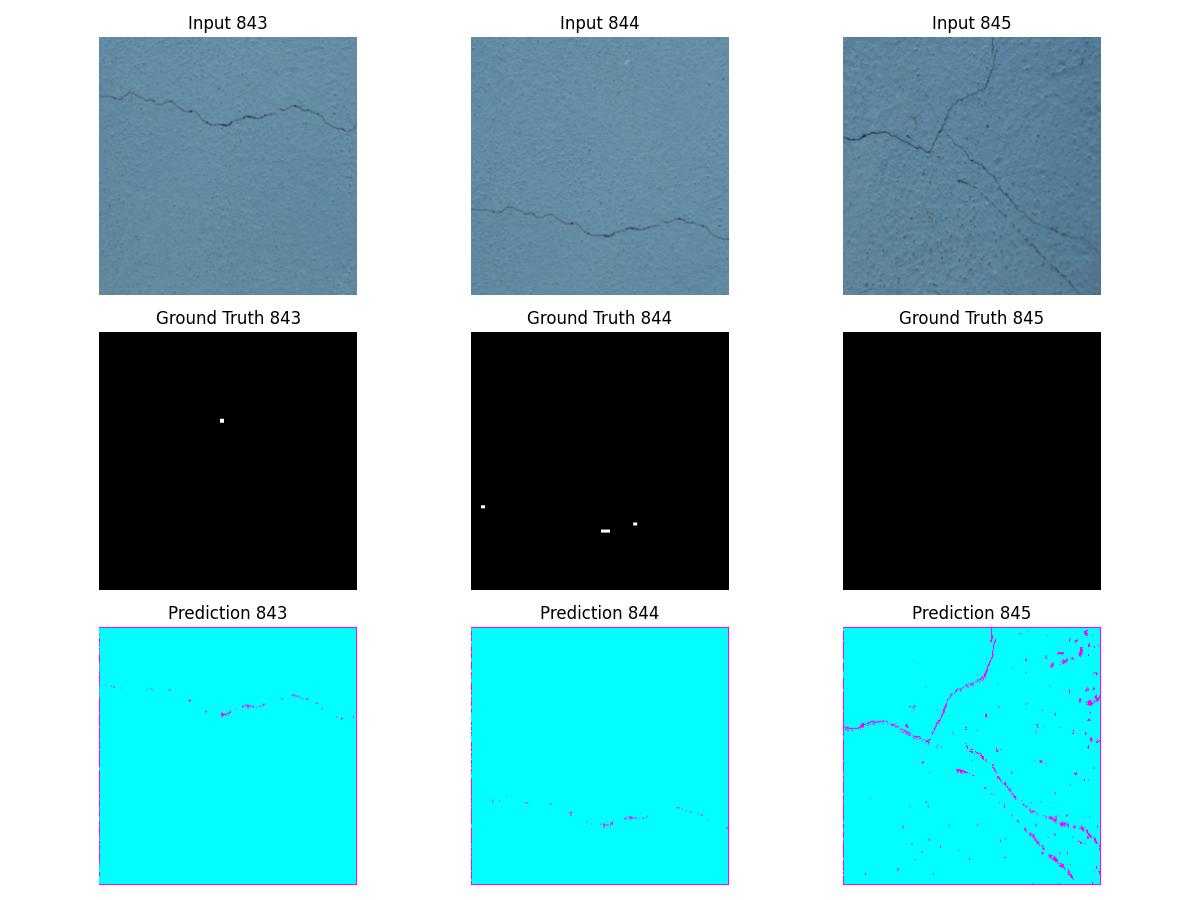 Input 843
Input 844
Input 845
Ground Truth 843
Ground Truth 844
Ground Truth 845
Prediction 843
Prediction 844
Prediction 845